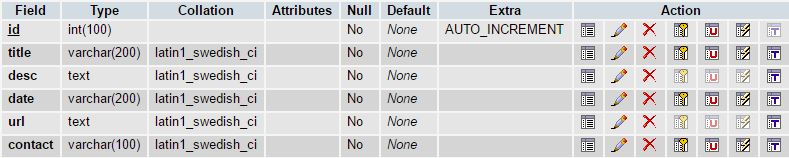 Field Type Collation Attributes Null Default Extra Action
id int(100) No None AUTO_INCREMENT
title varchar(200) latin1_swedish_ci No None
desc text latin1_swedish_ci No None
date varchar(200) latin1_swedish_ci No None
url text latin1_swedish_ci No None
contact varchar(100) latin1_swedish_ci No None